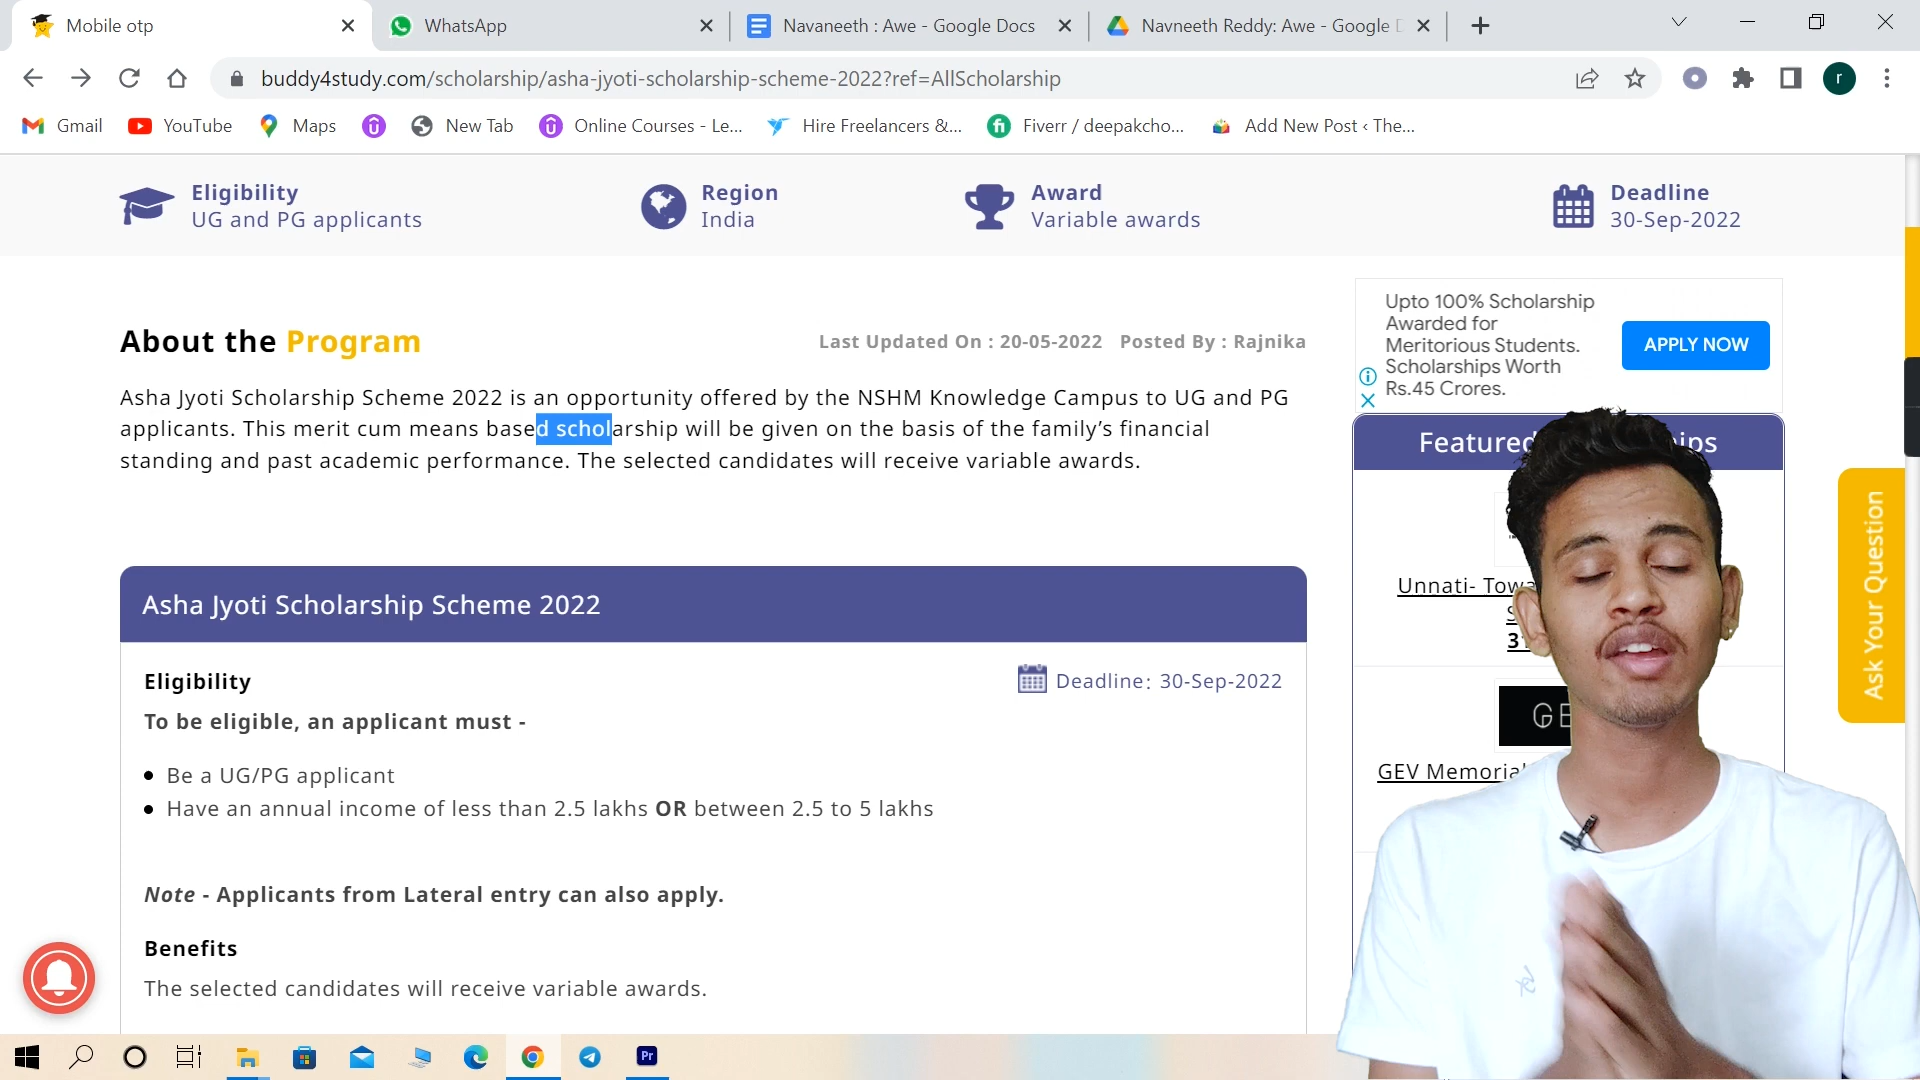 Mobile otp
WhatsApp
Navaneeth : Awe - Google Docs
Navneeth Reddy: Awe - Google D
buddy4study.com/scholarship/asha-jyoti-scholarship-scheme-2022?ref=AllScholarship
r
Gmail
YouTube
Maps
New Tab
Online Courses - Le...
Hire Freelancers &...
Fiverr / deepakcho...
Add New Post ‹ The...
Eligibility
UG and PG applicants
Region
India
Award
Variable awards
Deadline
30-Sep-2022
About the Program
Last Updated On : 20-05-2022 Posted By : Rajnika
Asha Jyoti Scholarship Scheme 2022 is an opportunity offered by the NSHM Knowledge Campus to UG and PG
applicants. This merit cum means based scholarship will be given on the basis of the family’s financial
standing and past academic performance. The selected candidates will receive variable awards.
Upto 100% Scholarship
Awarded for
Meritorious Students.
Scholarships Worth
Rs.45 Crores.
APPLY NOW
Featured
ps
Unnati- Towa
S
3
GE
GEV Memoria
Ask Your Question
Asha Jyoti Scholarship Scheme 2022
Eligibility
Deadline: 30-Sep-2022
To be eligible, an applicant must -
Be a UG/PG applicant
Have an annual income of less than 2.5 lakhs OR between 2.5 to 5 lakhs
Note - Applicants from Lateral entry can also apply.
Benefits
The selected candidates will receive variable awards.
Pr